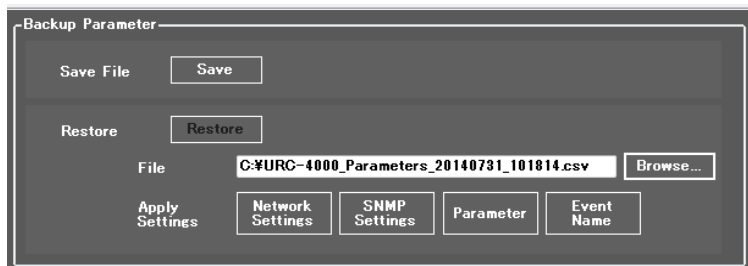 Backup Parameter
Save File Save
Restore Restore
File C:¥URC-4000_Parameters_20140731_101814.csv Browse...
Apply Settings Network Settings SNMP Settings Parameter Event Name